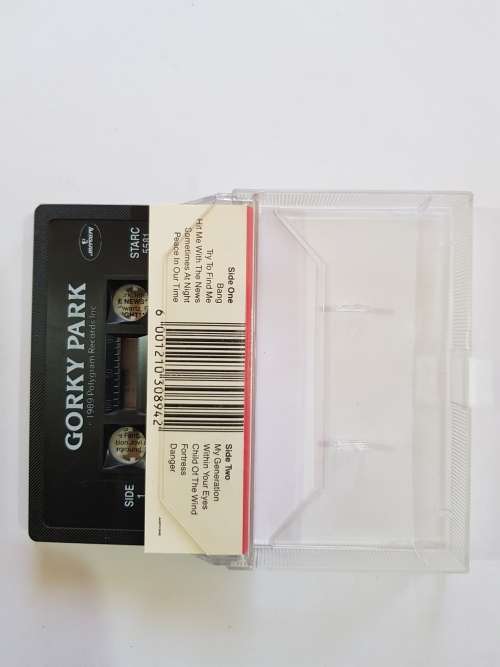 Side One
Bang
Try To Find Me
Hit Me With The News
Sometimes At Night
Peace In Our Time
6 001210 308942
Side Two
My Generation
Within Your Eyes
Child Of The Wind
Fortress
Danger
STARC
5581
GORKY PARK
1989 Polygram Records Inc
SIDE
1
E NEWS